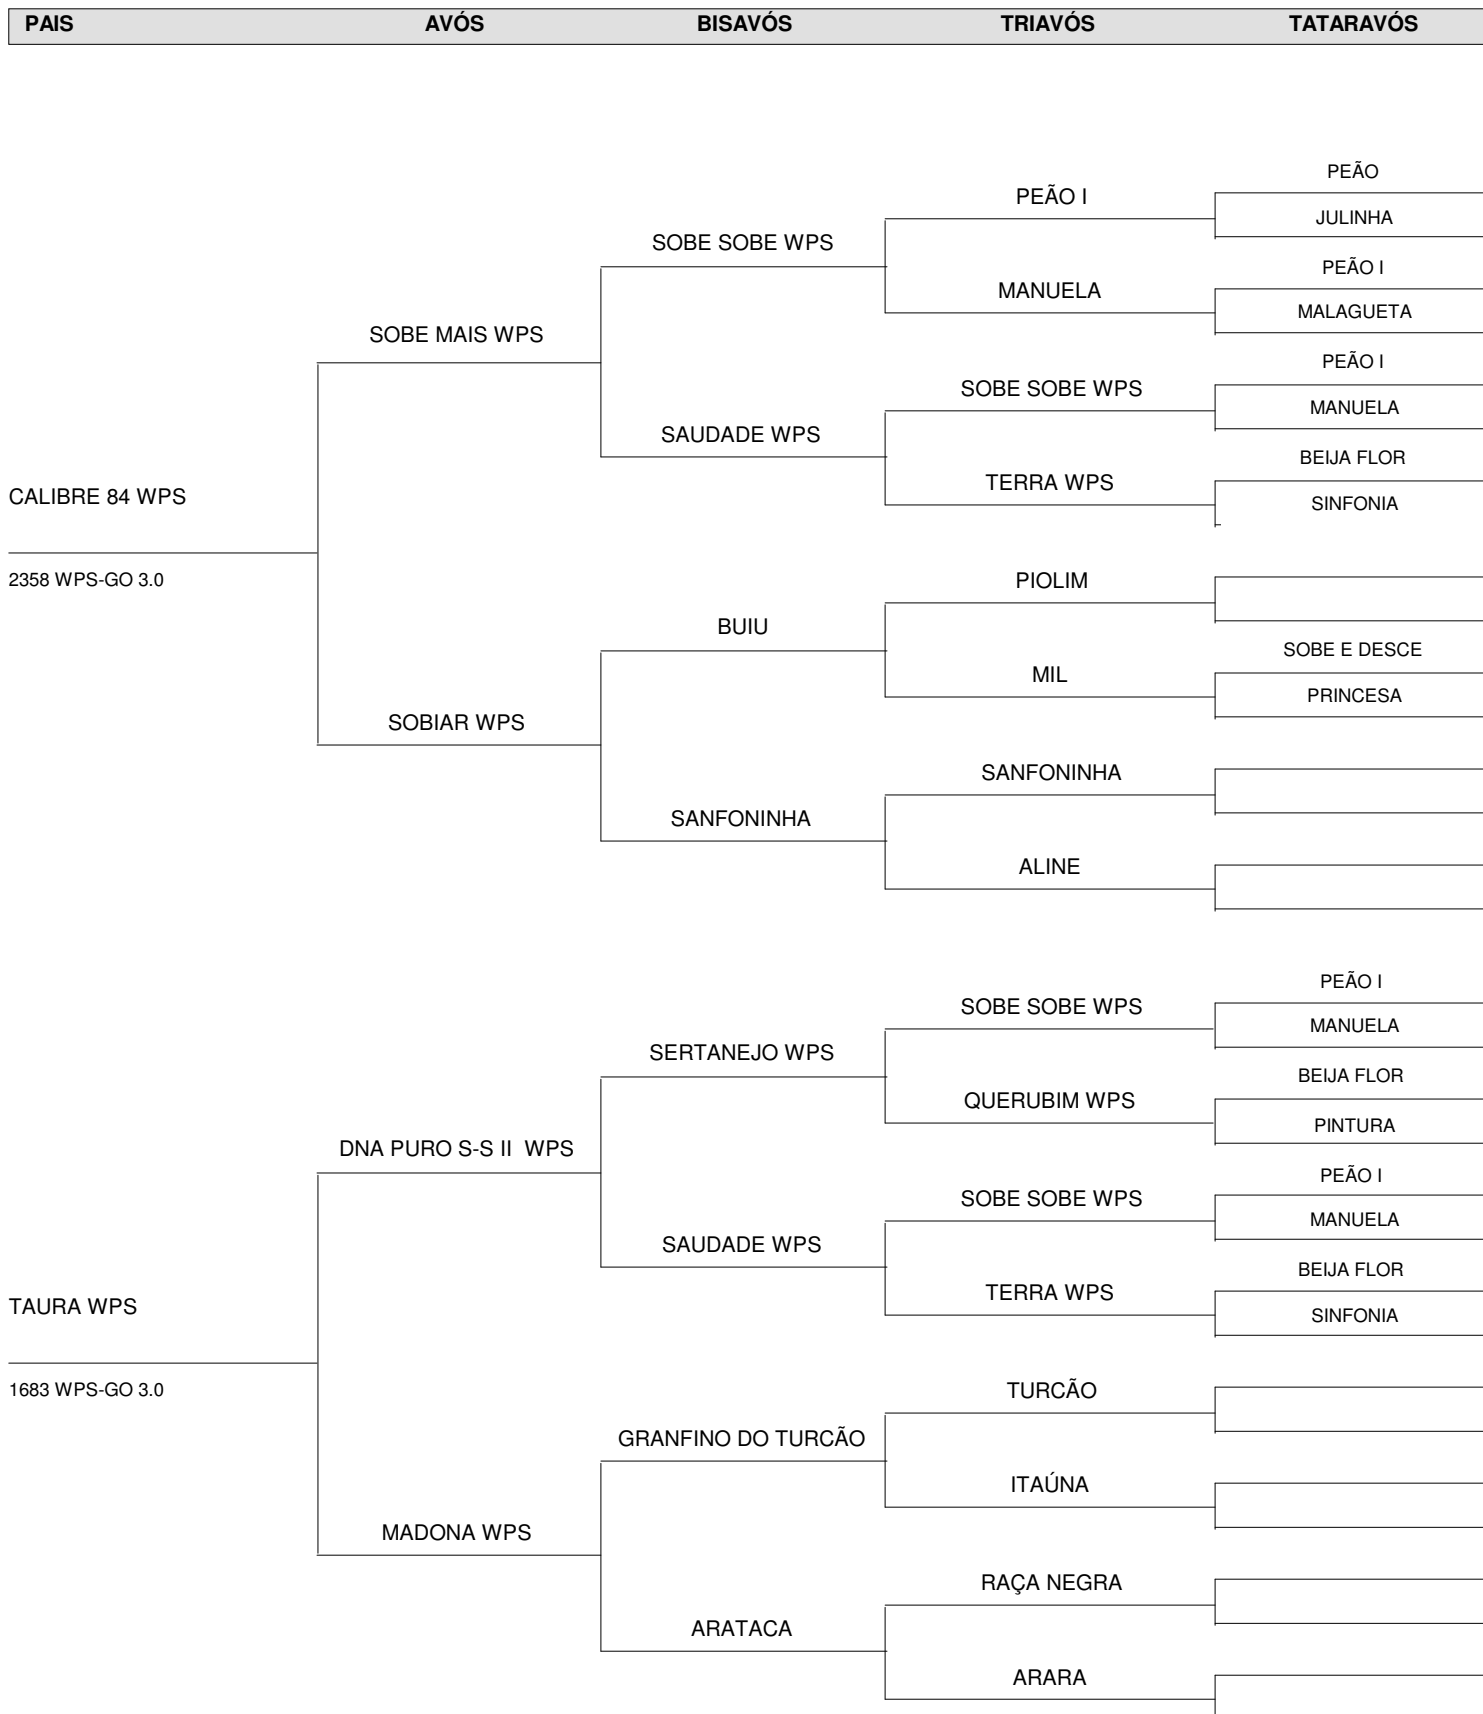 PAIS AVÓS BISAVÓS TRIAVÓS TATARAVÓS
PEÃO
PEÃO I
JULINHA
SOBE SOBE WPS
PEÃO I
MANUELA
MALAGUETA
SOBE MAIS WPS
PEÃO I
SOBE SOBE WPS
MANUELA
SAUDADE WPS
BEIJA FLOR
TERRA WPS
CALIBRE 84 WPS
SINFONIA
2358 WPS-GO 3.0
PIOLIM
BUIU
SOBE E DESCE
MIL
PRINCESA
SOBIAR WPS
SANFONINHA
SANFONINHA
ALINE
PEÃO I
SOBE SOBE WPS
MANUELA
SERTANEJO WPS
BEIJA FLOR
QUERUBIM WPS
PINTURA
DNA PURO S-S II  WPS
PEÃO I
SOBE SOBE WPS
MANUELA
SAUDADE WPS
BEIJA FLOR
TERRA WPS
TAURA WPS
SINFONIA
1683 WPS-GO 3.0
TURCÃO
GRANFINO DO TURCÃO
ITAÚNA
MADONA WPS
RAÇA NEGRA
ARATACA
ARARA